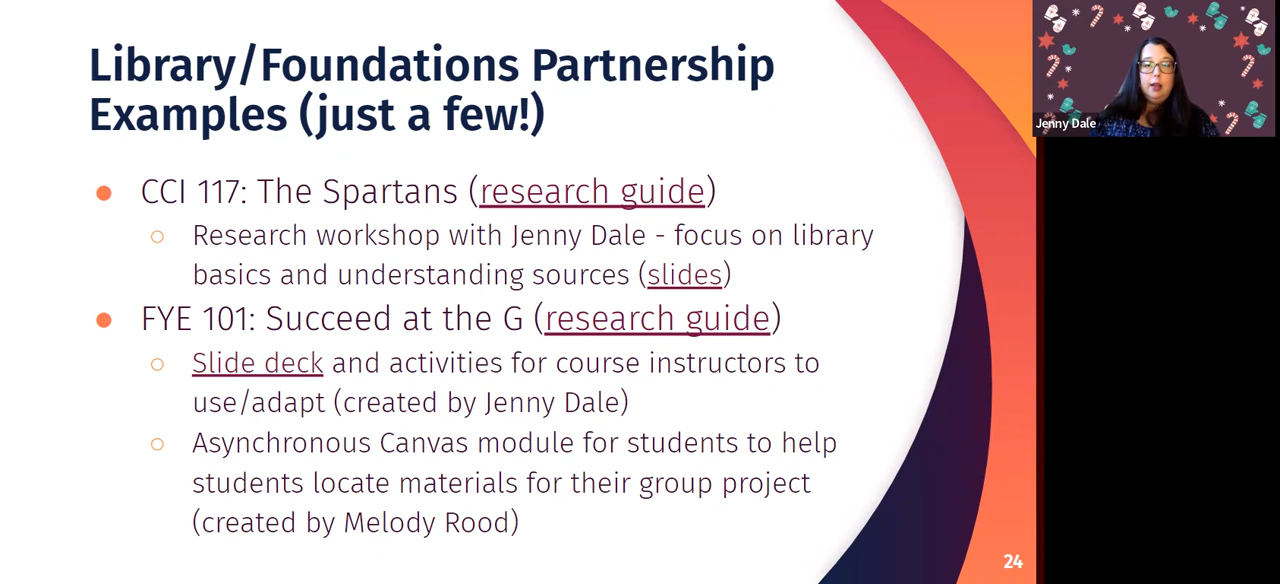 Library/Foundations Partnership
Examples (just a few!)
● CCI 117: The Spartans (research guide)
○ Research workshop with Jenny Dale - focus on library
basics and understanding sources (slides)
● FYE 101: Succeed at the G (research guide)
○ Slide deck and activities for course instructors to
use/adapt (created by Jenny Dale)
○ Asynchronous Canvas module for students to help
students locate materials for their group project
(created by Melody Rood)
24
Jenny Dale